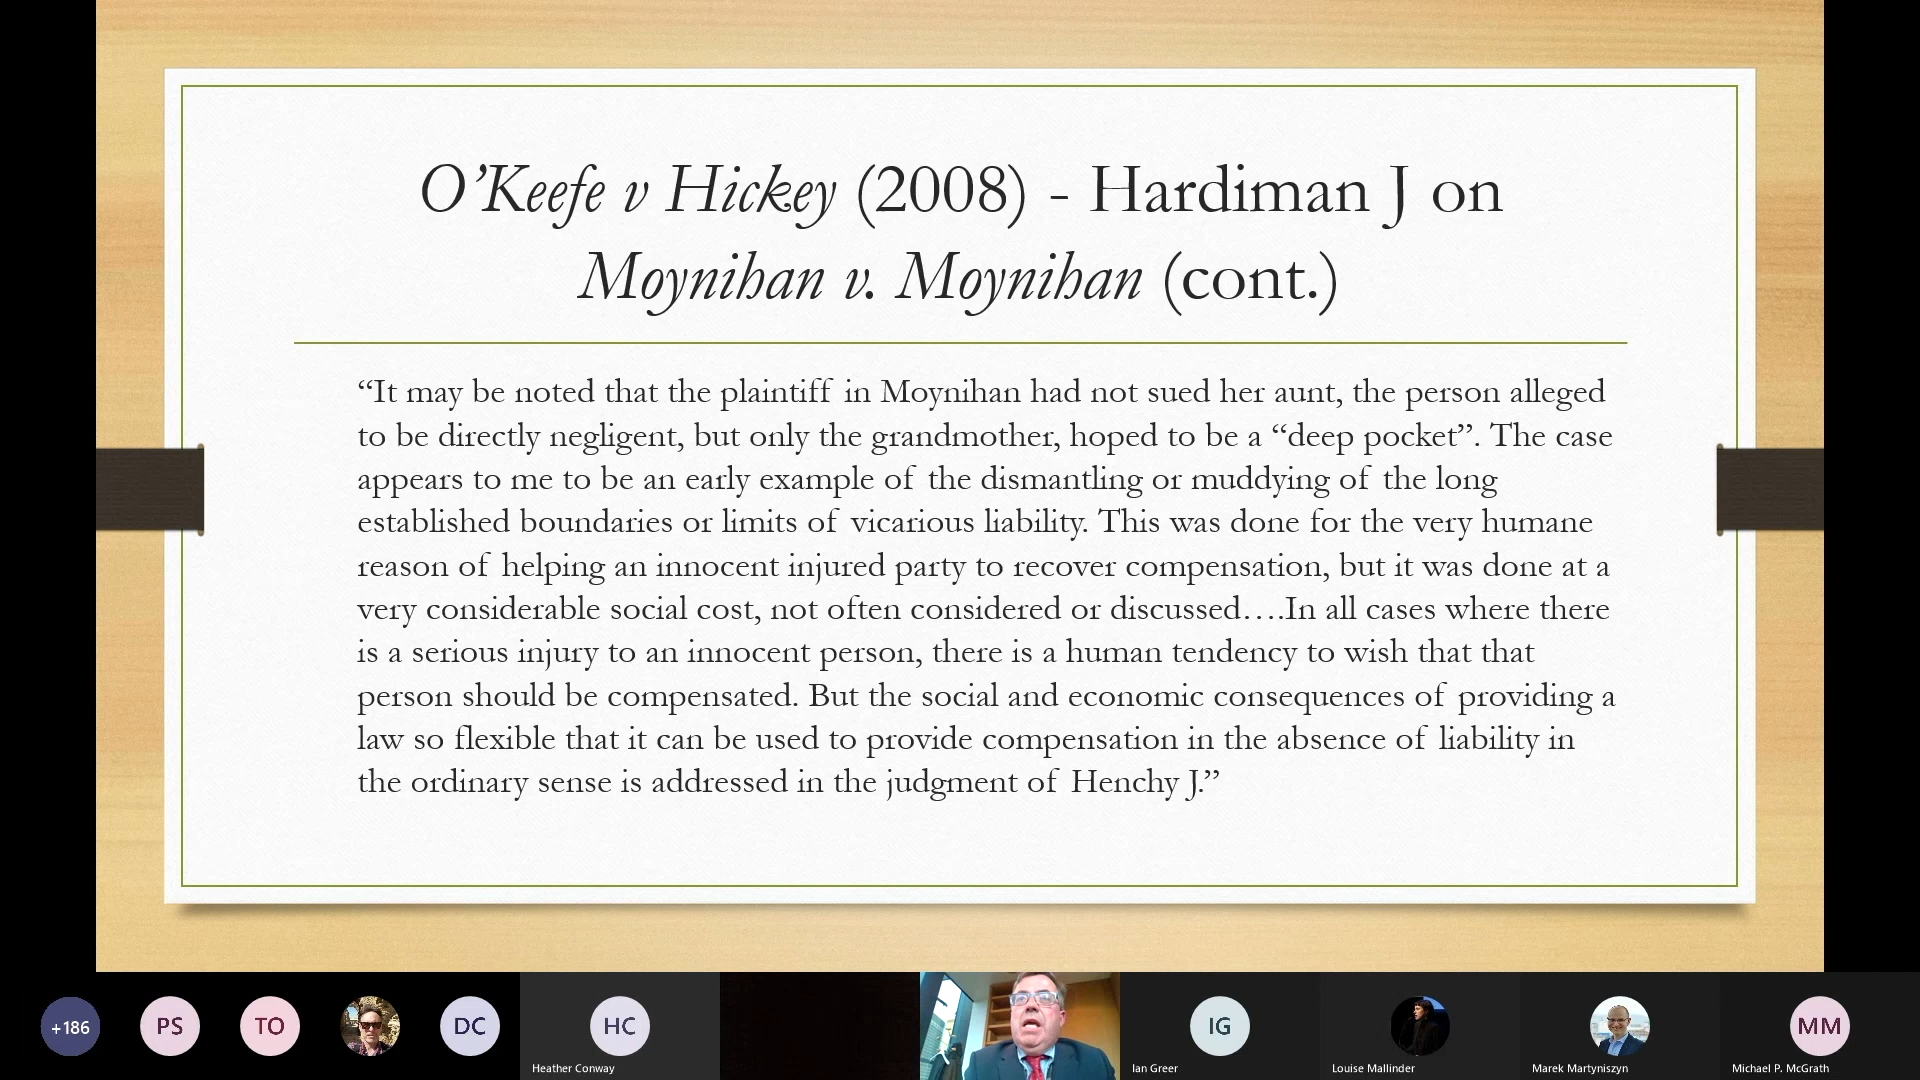 O’Keefe v Hickey (2008) - Hardiman J on
Moynihan v. Moynihan (cont.)
“It may be noted that the plaintiff in Moynihan had not sued her aunt, the person alleged
to be directly negligent, but only the grandmother, hoped to be a “deep pocket”. The case
appears to me to be an early example of the dismantling or muddying of the long
established boundaries or limits of vicarious liability. This was done for the very humane
reason of helping an innocent injured party to recover compensation, but it was done at a
very considerable social cost, not often considered or discussed….In all cases where there
is a serious injury to an innocent person, there is a human tendency to wish that that
person should be compensated. But the social and economic consequences of providing a
law so flexible that it can be used to provide compensation in the absence of liability in
the ordinary sense is addressed in the judgment of Henchy J.”
+186
PS
TO
DC
HC
IG
MM
Heather Conway
Ian Greer
Louise Mallinder
Marek Martyniszyn
Michael P. McGrath